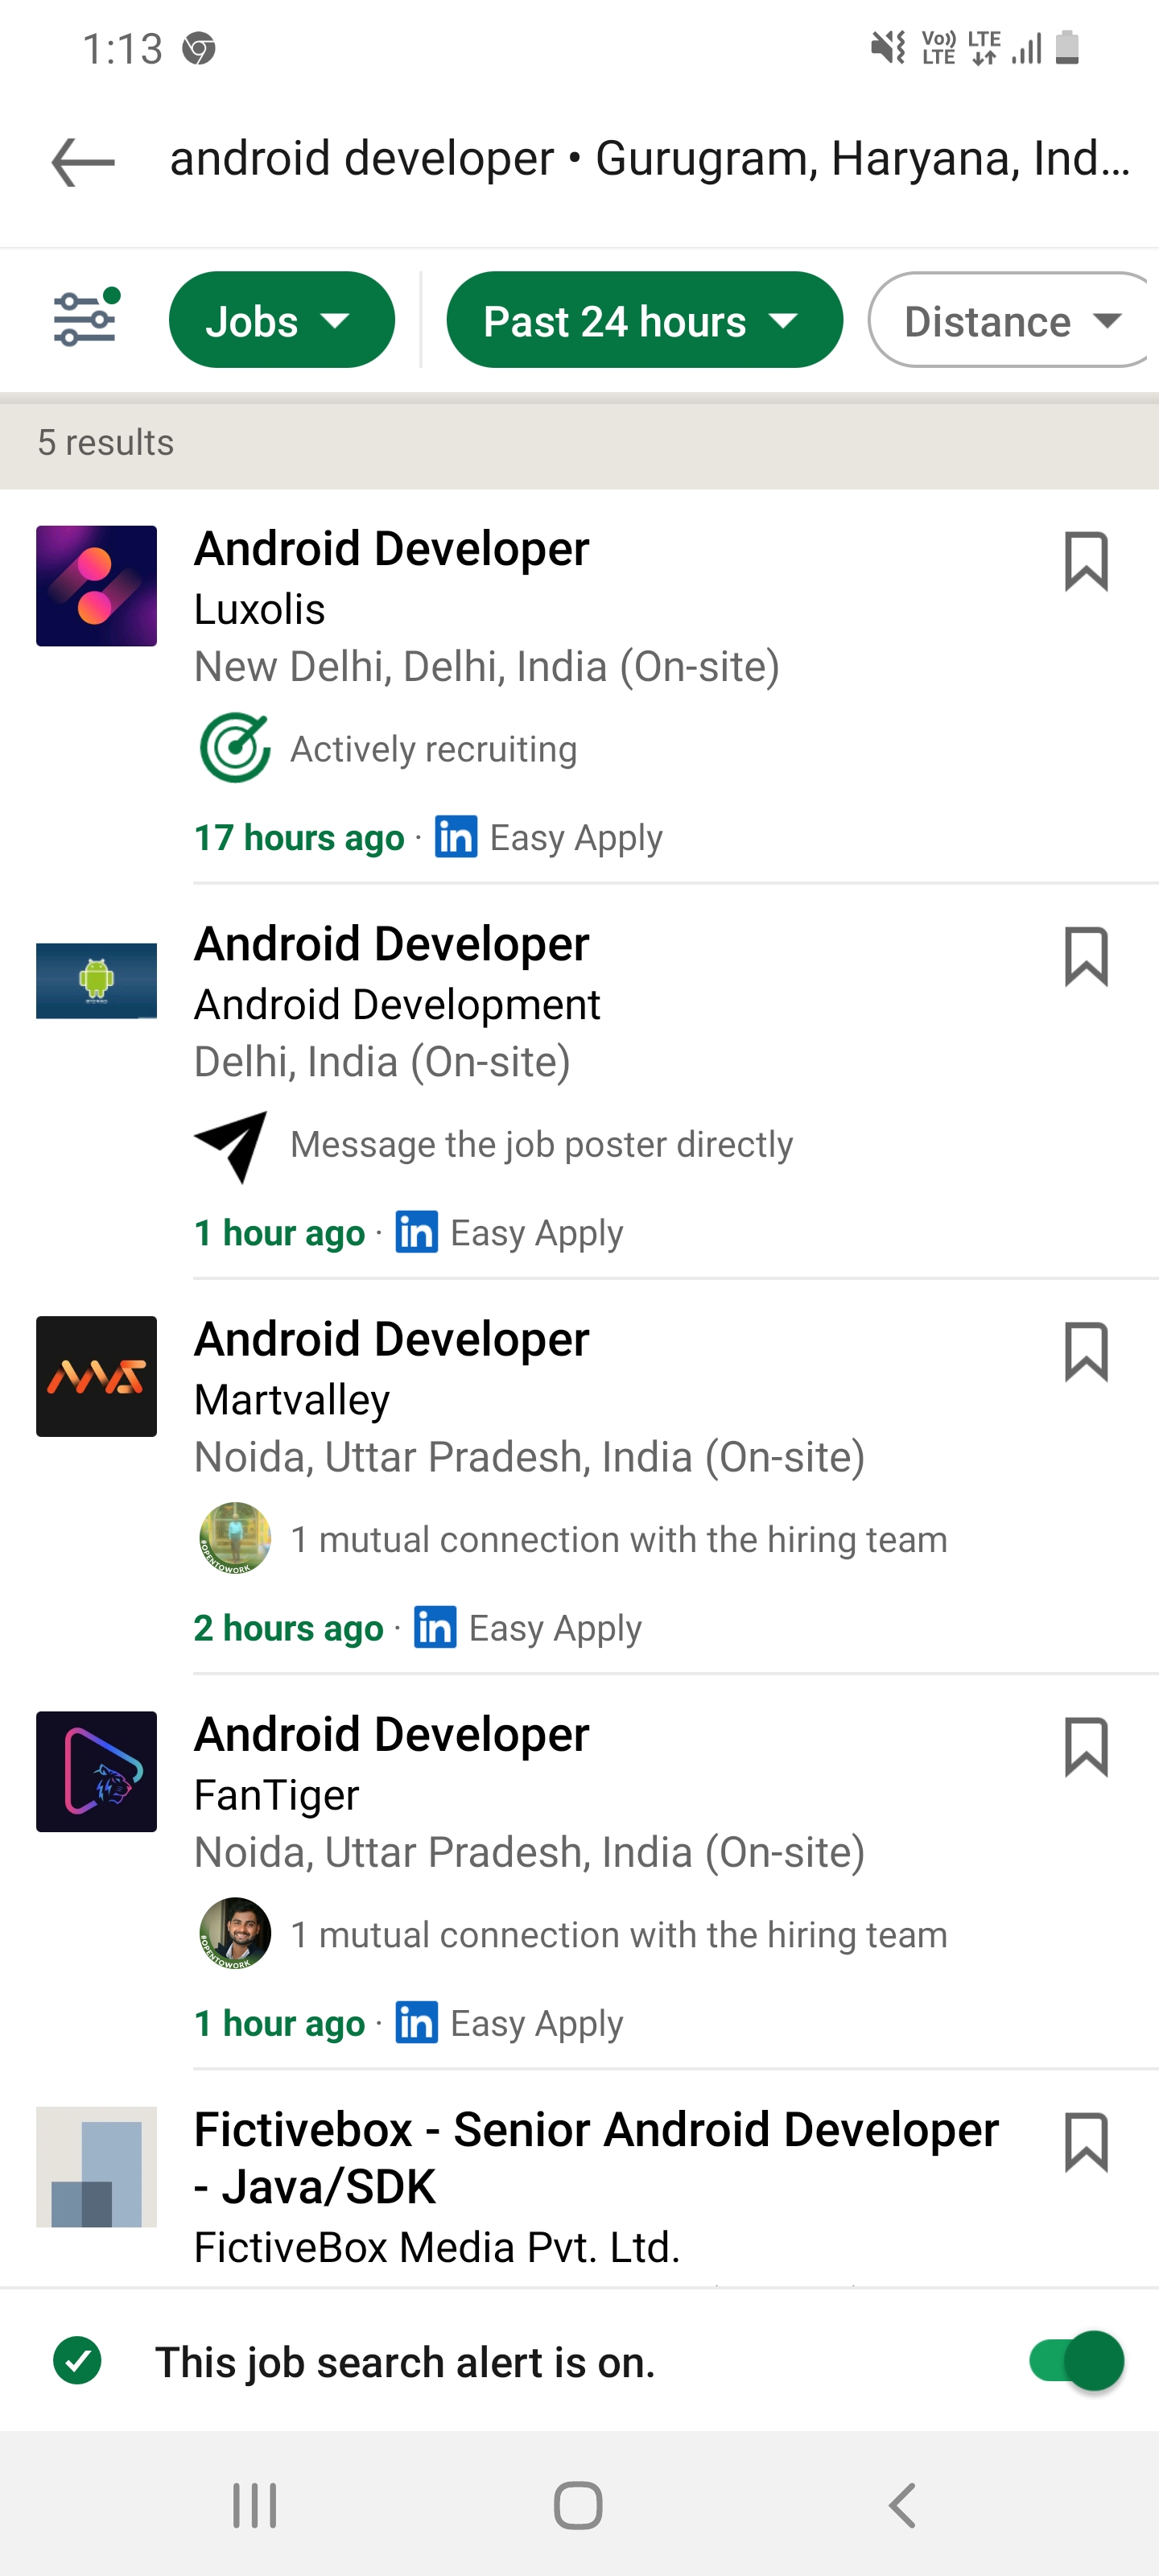 1:13
Vo)) LTE
LTE
android developer • Gurugram, Haryana, Ind...
Jobs
Past 24 hours
Distance
5 results
Android Developer
Luxolis
New Delhi, Delhi, India (On-site)
Actively recruiting
17 hours ago · in Easy Apply
Android Developer
Android Development
Delhi, India (On-site)
Message the job poster directly
1 hour ago · in Easy Apply
Android Developer
Martvalley
Noida, Uttar Pradesh, India (On-site)
#OPENTOWORK
1 mutual connection with the hiring team
2 hours ago · in Easy Apply
Android Developer
FanTiger
Noida, Uttar Pradesh, India (On-site)
#OPENTOWORK
1 mutual connection with the hiring team
1 hour ago · in Easy Apply
Fictivebox - Senior Android Developer
- Java/SDK
FictiveBox Media Pvt. Ltd.
This job search alert is on.